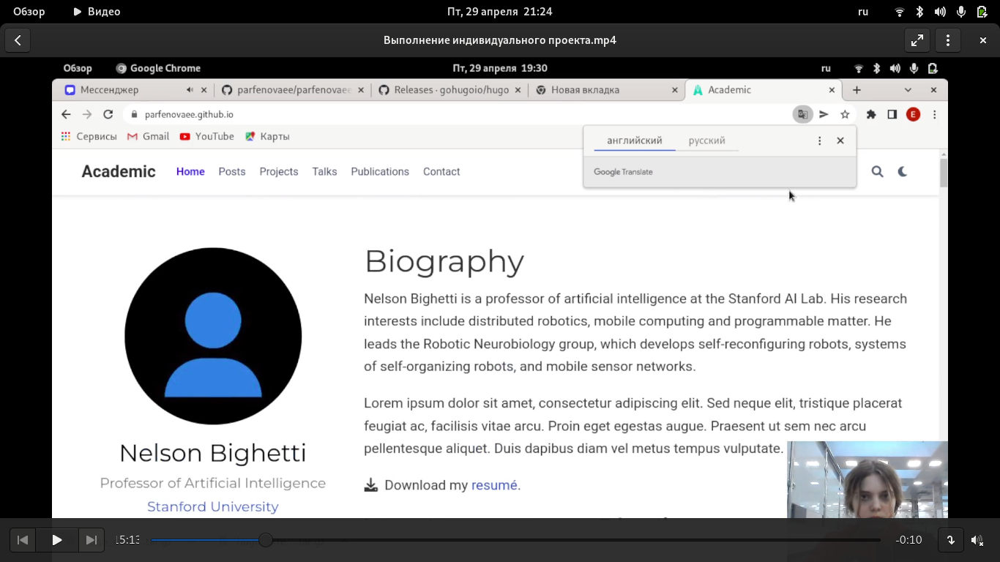 Обзор Видео Пт, 29 апреля 21:24 ru
Выполнение индивидуального проекта.mp4
Обзор Google Chrome Пт, 29 апреля 19:30 ru
Мессенджер parfenovaee/parfenovaee Releases · gohugoio/hugo Новая вкладка Academic
parfenovaee.github.io E
Сервисы Gmail YouTube Карты
английский русский
Google Translate
Academic Home Posts Projects Talks Publications Contact
Biography
Nelson Bighetti is a professor of artificial intelligence at the Stanford AI Lab. His research
interests include distributed robotics, mobile computing and programmable matter. He
leads the Robotic Neurobiology group, which develops self-reconfiguring robots, systems
of self-organizing robots, and mobile sensor networks.
Lorem ipsum dolor sit amet, consectetur adipiscing elit. Sed neque elit, tristique placerat
feugiat ac, facilisis vitae arcu. Proin eget egestas augue. Praesent ut sem nec arcu
pellentesque aliquet. Duis dapibus diam vel metus tempus vulputate.
Download my resumé.
Nelson Bighetti
Professor of Artificial Intelligence
Stanford University
-0:10